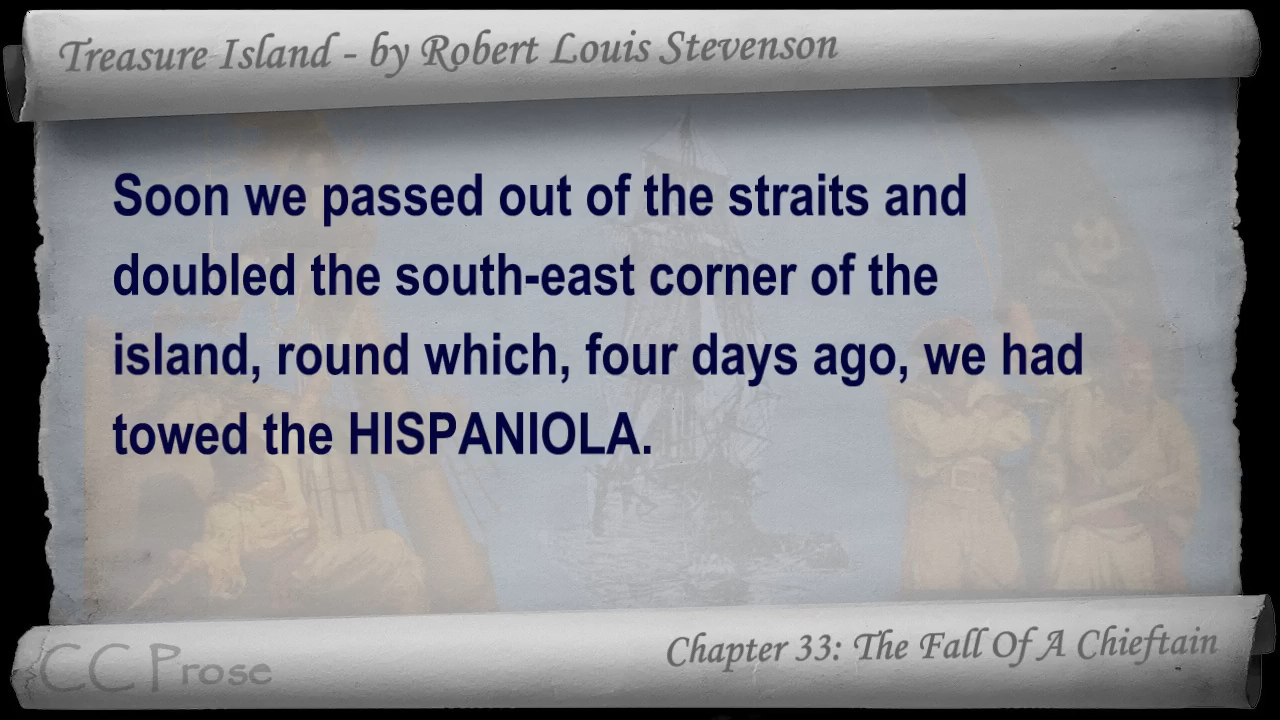 Treasure Island - by Robert Louis Stevenson
Soon we passed out of the straits and
doubled the south-east corner of the
island, round which, four days ago, we had
towed the HISPANIOLA.
CC Prose
Chapter 33: The Fall Of A Chieftain